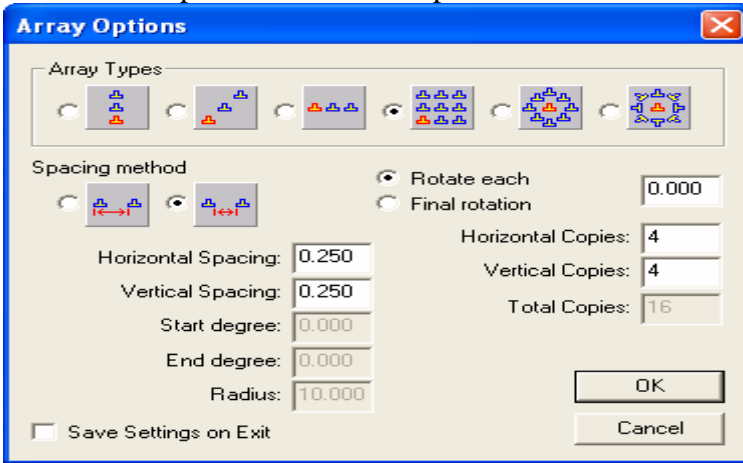 Array Options
Array Types
Spacing method
Rotate each
0.000
Final rotation
Horizontal Copies: 4
Horizontal Spacing: 0.250
Vertical Copies: 4
Vertical Spacing: 0.250
Total Copies: 16
Start degree: 0.000
End degree: 0.000
Radius: 10.000
OK
Save Settings on Exit
Cancel